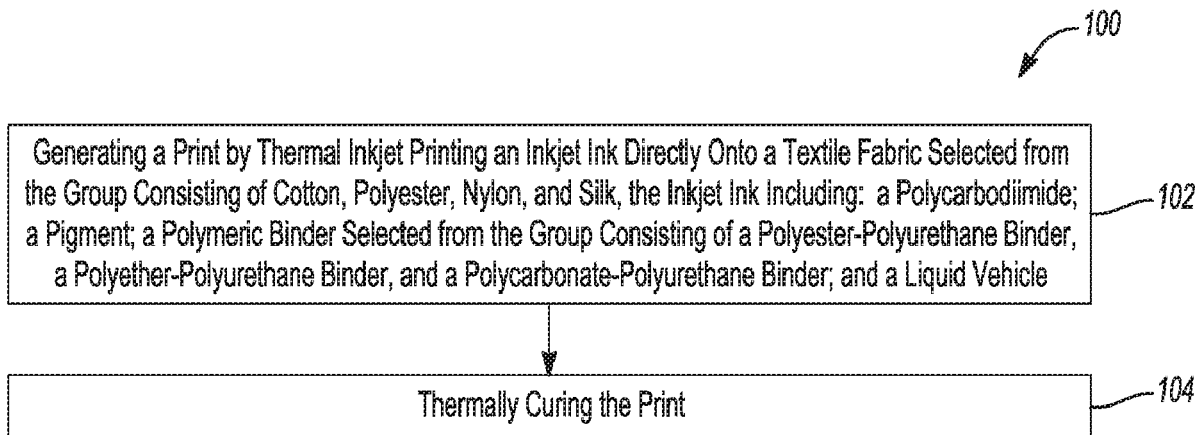 100
Generating a Print by Thermal Inkjet Printing an Inkjet Ink Directly Onto a Textile Fabric Selected from
the Group Consisting of Cotton, Polyester, Nylon, and Silk, the Inkjet Ink Including: a Polycarbodiimide;
a Pigment; a Polymeric Binder Selected from the Group Consisting of a Polyester-Polyurethane Binder,
a Polyether-Polyurethane Binder, and a Polycarbonate-Polyurethane Binder; and a Liquid Vehicle
102
Thermally Curing the Print
104